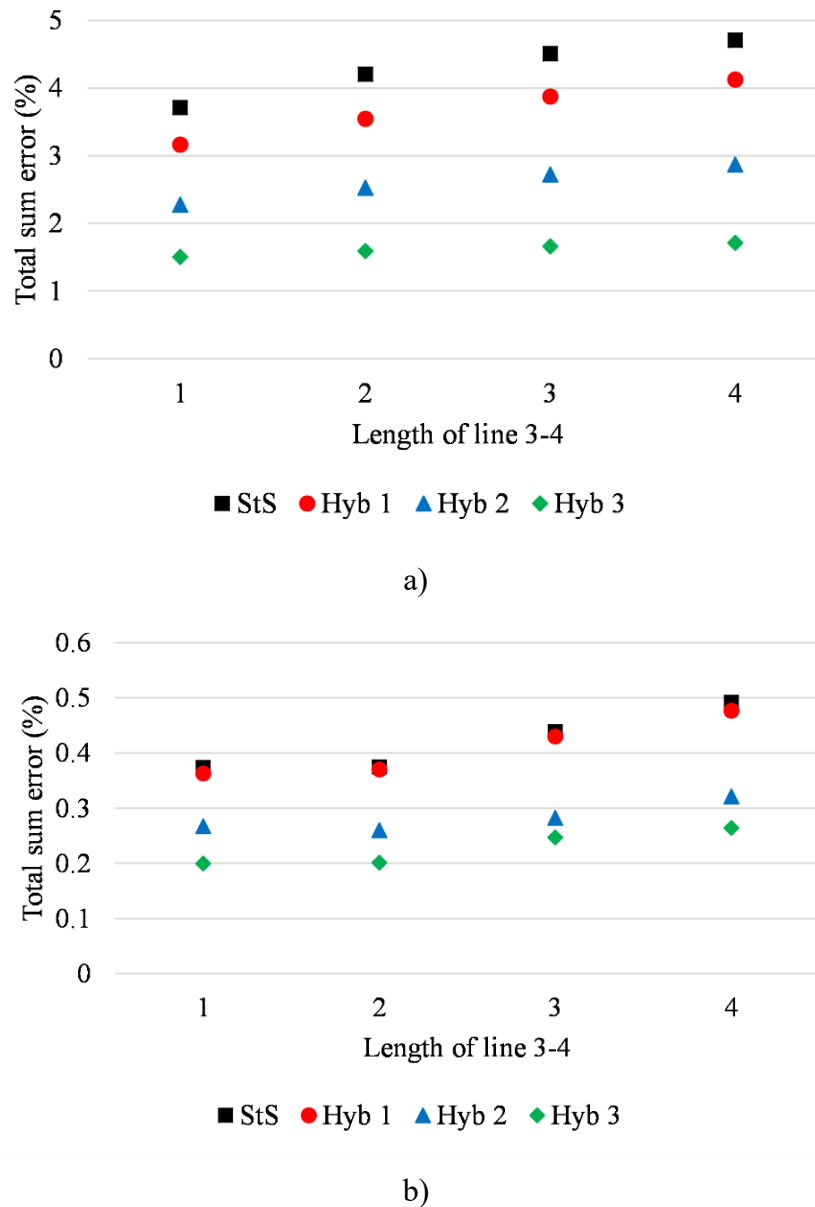 5
4
3
2
1
0
Total sum error (%)
1 2 3 4
Length of line 3-4
StS Hyb 1 Hyb 2 Hyb 3
a)
0.6
0.5
0.4
0.3
0.2
0.1
0
Total sum error (%)
1 2 3 4
Length of line 3-4
StS Hyb 1 Hyb 2 Hyb 3
b)